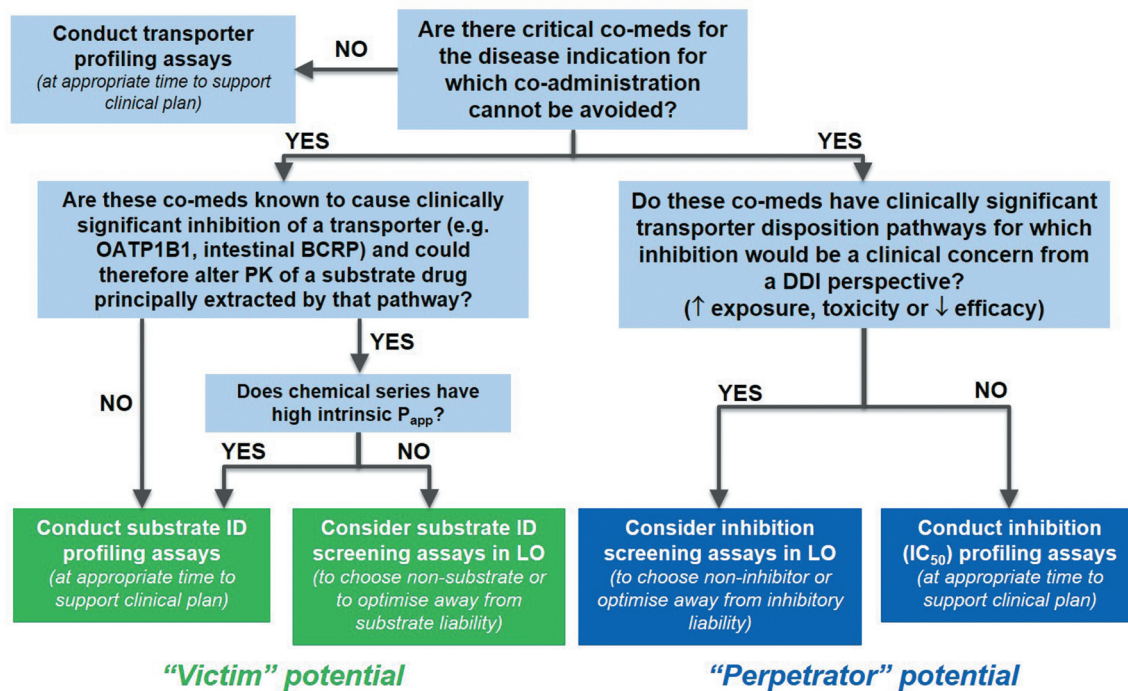 Conduct transporter
profiling assays
(at appropriate time to support
clinical plan)
NO
Are there critical co-meds for
the disease indication for
which co-administration
cannot be avoided?
YES
YES
Are these co-meds known to cause clinically
significant inhibition of a transporter (e.g.
OATP1B1, intestinal BCRP) and could
therefore alter PK of a substrate drug
principally extracted by that pathway?
Do these co-meds have clinically significant
transporter disposition pathways for which
inhibition would be a clinical concern from
a DDI perspective?
(↑ exposure, toxicity or ↓ efficacy)
YES
NO
Does chemical series have
high intrinsic Papp?
YES
NO
YES
NO
Conduct substrate ID
profiling assays
(at appropriate time to
support clinical plan)
Consider substrate ID
screening assays in LO
(to choose non-substrate or
to optimise away from
substrate liability)
Consider inhibition
screening assays in LO
(to choose non-inhibitor or
optimise away from inhibitory
liability)
Conduct inhibition
(IC50) profiling assays
(at appropriate time to
support clinical plan)
“Victim” potential
“Perpetrator” potential